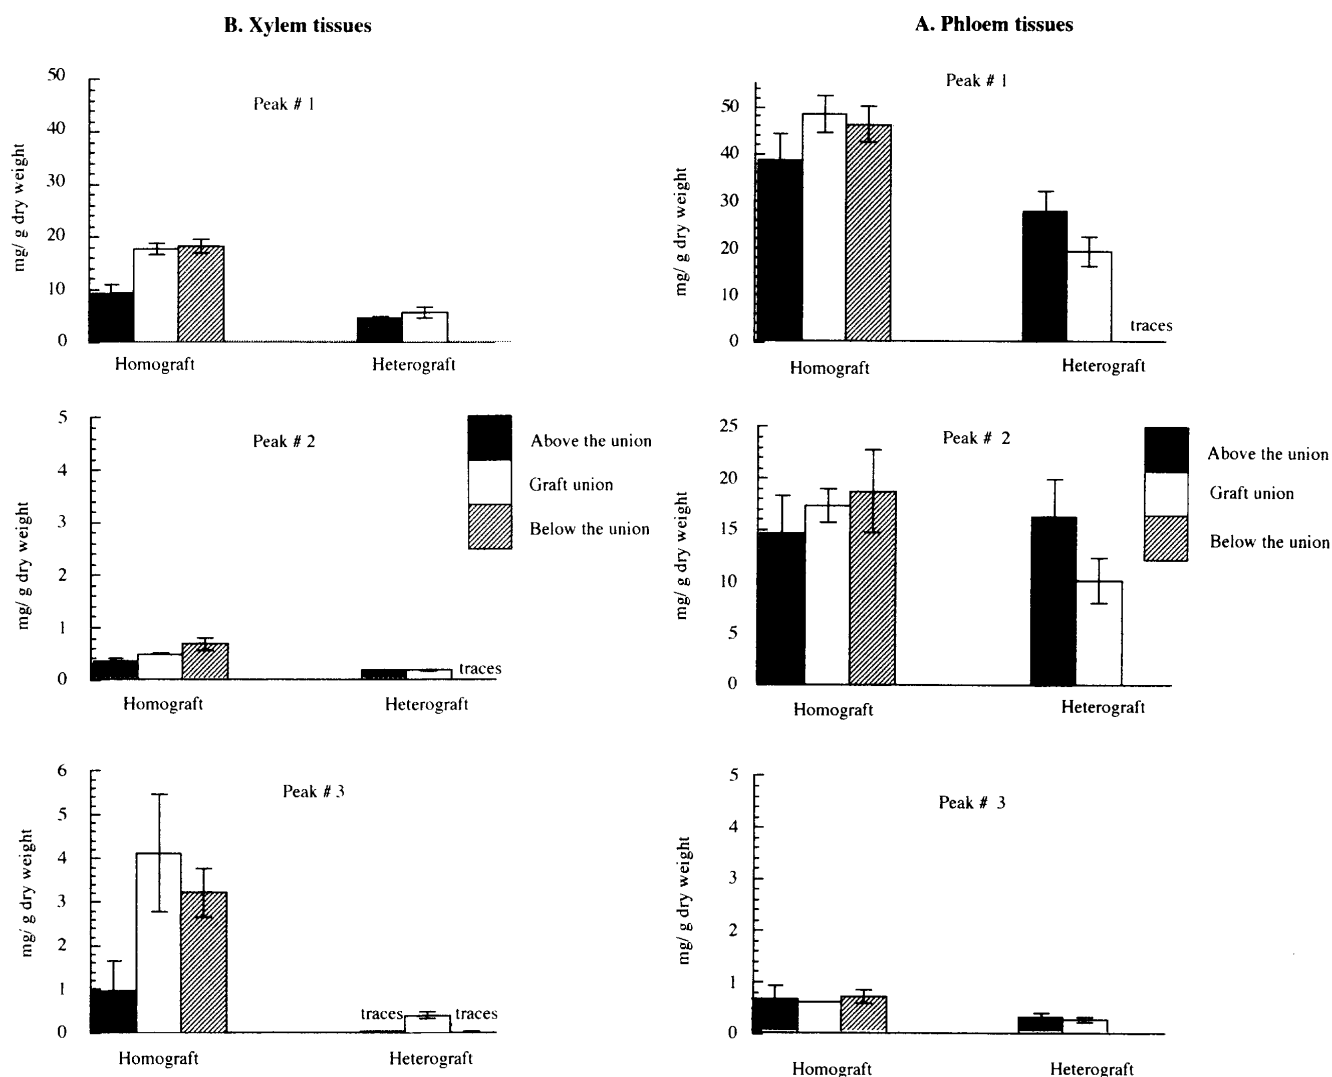 B. Xylem tissues
A. Phloem tissues
Peak # 1
50
40
30
20
10
0
mg/ g dry weight
Homograft
Heterograft
Peak # 1
50
40
30
20
10
0
mg/ g dry weight
traces
Homograft
Heterograft
Peak # 2
5
4
3
2
1
0
mg/ g dry weight
traces
Homograft
Heterograft
Above the union
Graft union
Below the union
Peak # 2
25
20
15
10
5
0
mg/ g dry weight
Homograft
Heterograft
Above the union
Graft union
Below the union
Peak # 3
6
5
4
3
2
1
0
mg/ g dry weight
traces
traces
Homograft
Heterograft
Peak # 3
5
4
3
2
1
0
mg/ g dry weight
Homograft
Heterograft